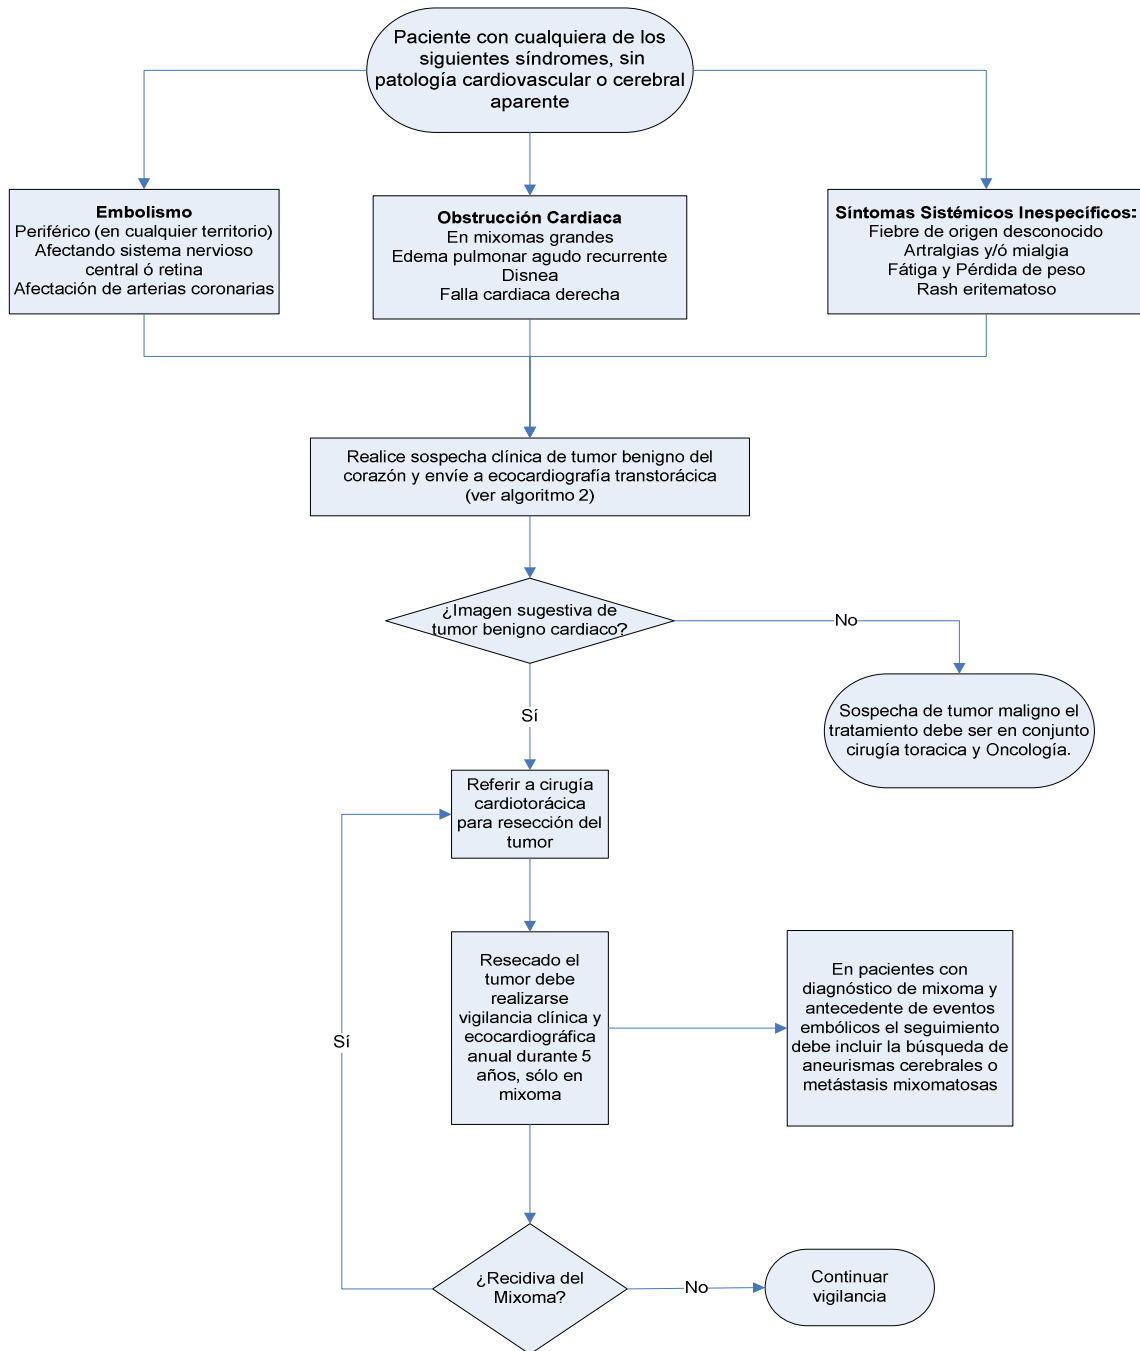 Paciente con cualquiera de los
siguientes síndromes, sin
patología cardiovascular o cerebral
aparente
Embolismo
Periférico (en cualquier territorio)
Afectando sistema nervioso
central ó retina
Afectación de arterias coronarias
Obstrucción Cardiaca
En mixomas grandes
Edema pulmonar agudo recurrente
Disnea
Falla cardiaca derecha
Síntomas Sistémicos Inespecíficos:
Fiebre de origen desconocido
Artralgias y/ó mialgia
Fátiga y Pérdida de peso
Rash eritematoso
Realice sospecha clínica de tumor benigno del
corazón y envíe a ecocardiografía transtorácica
(ver algoritmo 2)
¿Imagen sugestiva de
tumor benigno cardiaco?
No
Sí
Sospecha de tumor maligno el
tratamiento debe ser en conjunto
cirugía toracica y Oncología.
Referir a cirugía
cardiotorácica
para resección del
tumor
Resecado el
tumor debe
realizarse
vigilancia clínica y
ecocardiográfica
anual durante 5
años, sólo en
mixoma
En pacientes con
diagnóstico de mixoma y
antecedente de eventos
embólicos el seguimiento
debe incluir la búsqueda de
aneurismas cerebrales o
metástasis mixomatosas
Sí
¿Recidiva del
Mixoma?
No
Continuar
vigilancia